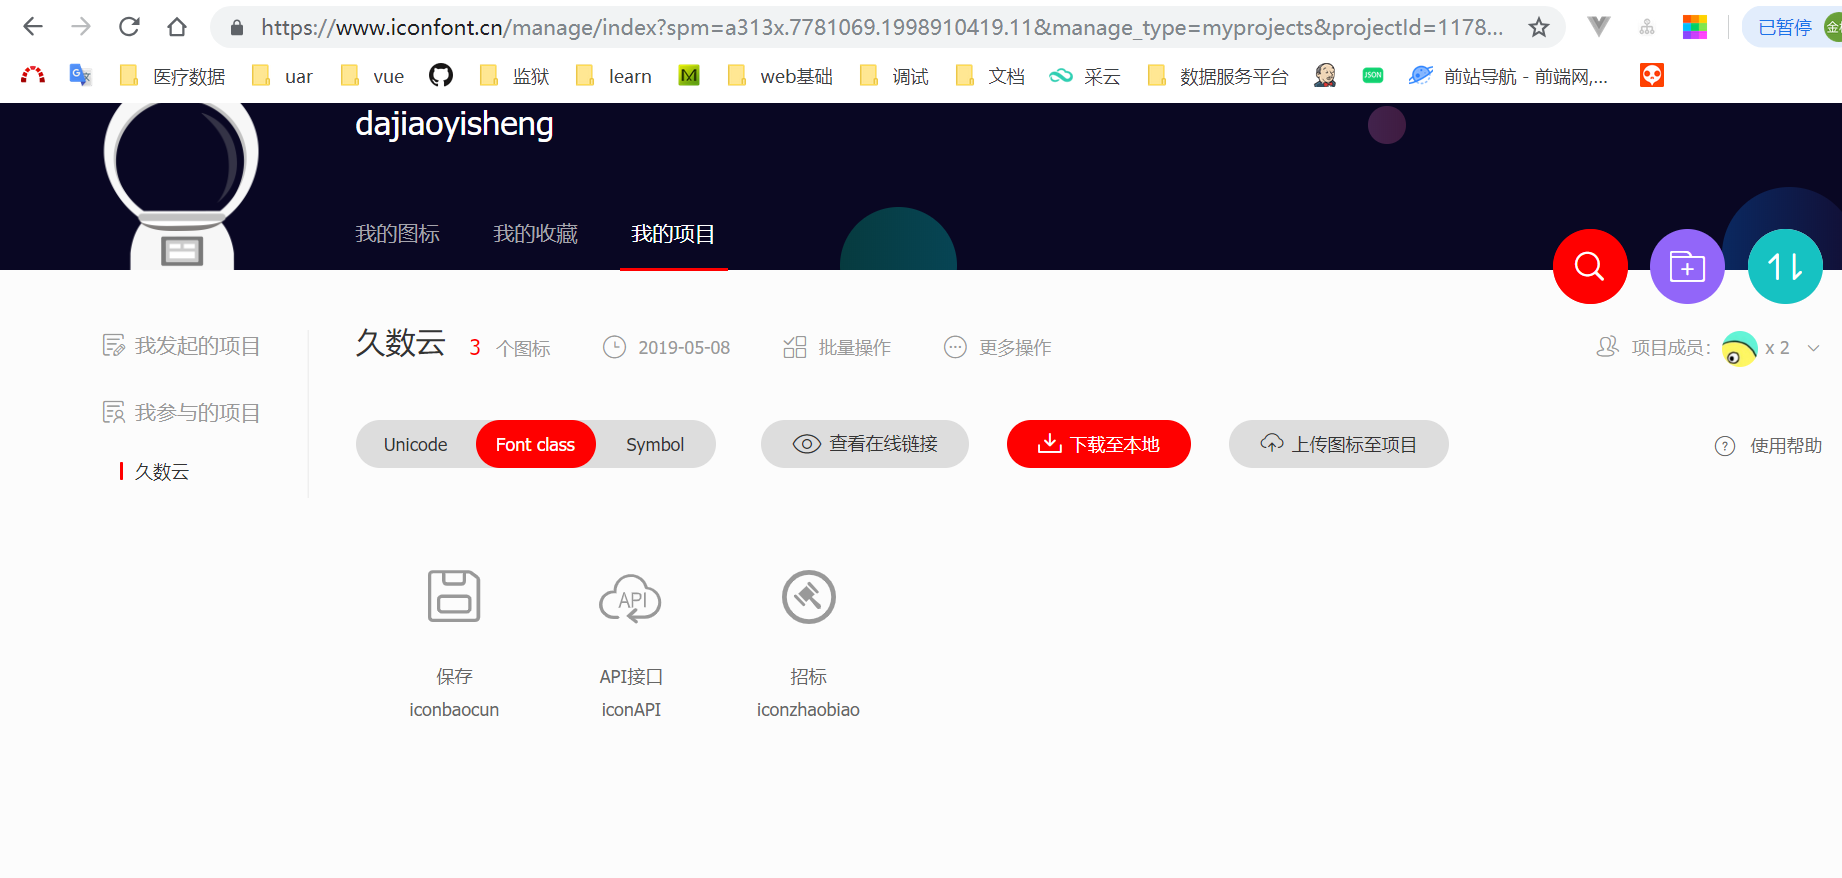 https://www.iconfont.cn/manage/index?spm=a313x.7781069.1998910419.11&manage_type=myprojects&projectId=1178...
已暂停
医疗数据 uar vue 监狱 learn M web基础 调试 文档 采云 数据服务平台 JSON 前站导航 - 前端网,...
dajiaoyisheng
我的图标 我的收藏 我的项目
我发起的项目
久数云 3 个图标 2019-05-08 批量操作 更多操作 项目成员: x 2
我参与的项目
久数云
Unicode Font class Symbol 查看在线链接 下载至本地 上传图标至项目 使用帮助
API
保存 API接口 招标
iconbaocun iconAPI iconzhaobiao